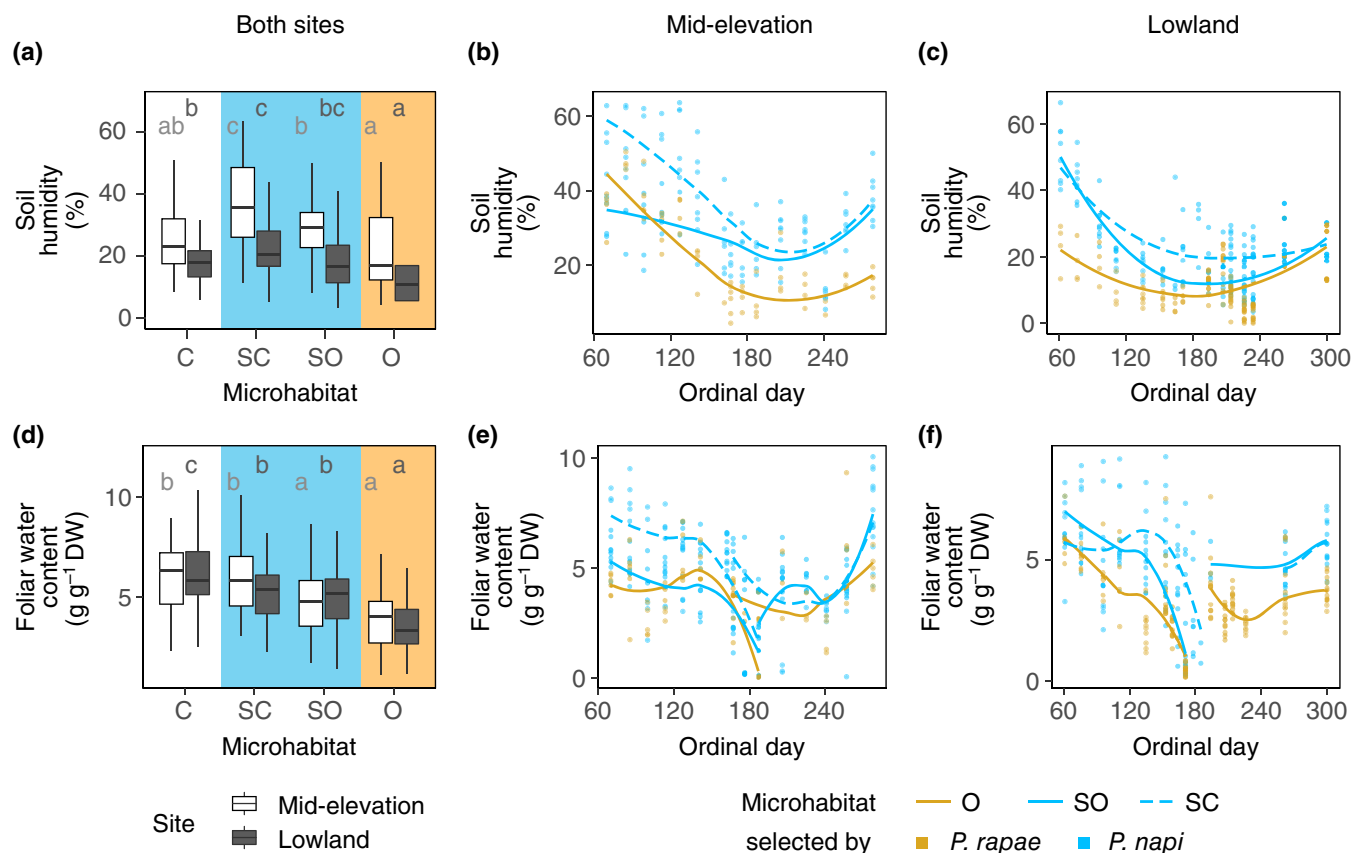 Both sites
Mid-elevation
Lowland
(a)
(b)
(c)
b
c
bc
a
ab
c
b
a
60
40
20
0
Soil
humidity
(%)
C
SC
SO
O
Microhabitat
60
40
20
Soil
humidity
(%)
60
120
180
240
Ordinal day
60
40
20
0
Soil
humidity
(%)
60
120
180
240
300
Ordinal day
(d)
(e)
(f)
c
b
b
a
b
b
a
a
10
5
Foliar water
content
(g g⁻¹ DW)
C
SC
SO
O
Microhabitat
10
5
0
Foliar water
content
(g g⁻¹ DW)
60
120
180
240
Ordinal day
5
0
Foliar water
content
(g g⁻¹ DW)
60
120
180
240
300
Ordinal day
Site
Mid-elevation
Lowland
Microhabitat
O
SO
SC
selected by
P. rapae
P. napi